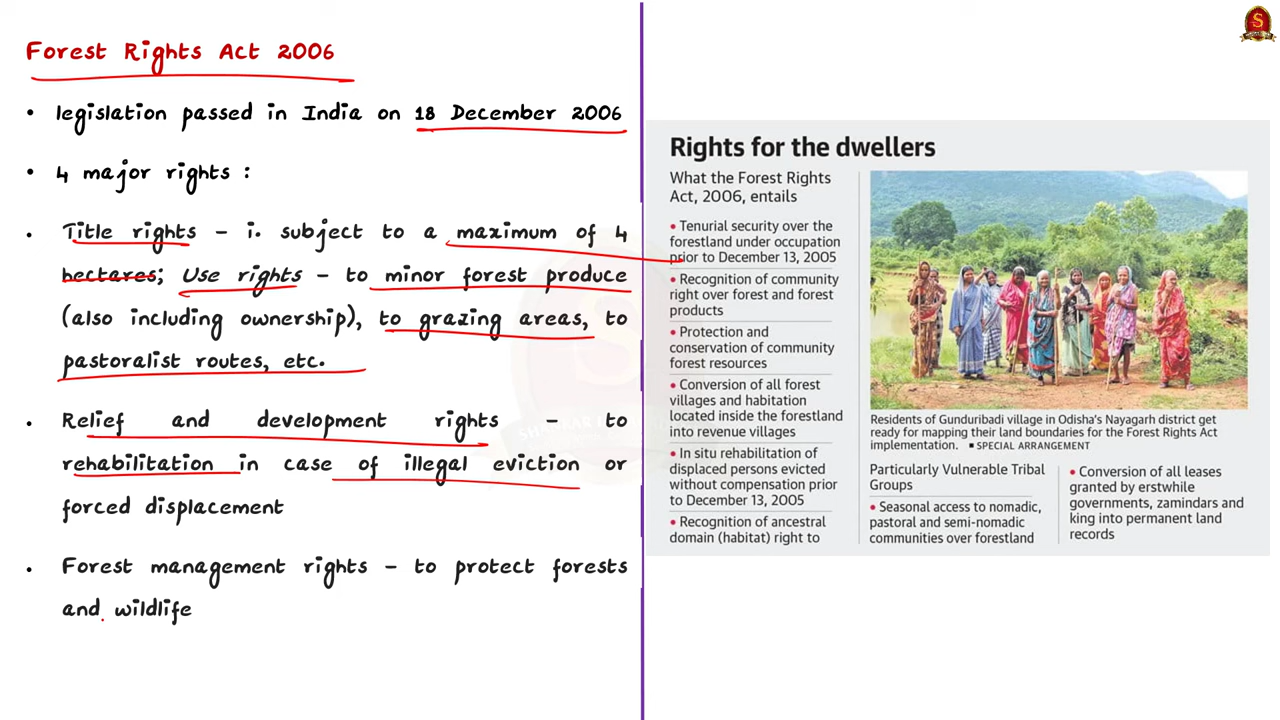 Forest Rights Act 2006
• legislation passed in India on 18 December 2006
• 4 major rights :
• Title rights – i. subject to a maximum of 4
hectares; Use rights – to minor forest produce
(also including ownership), to grazing areas, to
pastoralist routes, etc.
• Relief and development rights – to
rehabilitation in case of illegal eviction or
forced displacement
• Forest management rights – to protect forests
and wildlife
Rights for the dwellers
What the Forest Rights
Act, 2006, entails
• Tenurial security over the
forestland under occupation
prior to December 13, 2005
• Recognition of community
right over forest and forest
products
• Protection and
conservation of community
forest resources
• Conversion of all forest
villages and habitation
located inside the forestland
into revenue villages
• In situ rehabilitation of
displaced persons evicted
without compensation prior
to December 13, 2005
• Recognition of ancestral
domain (habitat) right to
Residents of Gunduribadi village in Odisha's Nayagarh district get
ready for mapping their land boundaries for the Forest Rights Act
implementation. ■ SPECIAL ARRANGEMENT
Particularly Vulnerable Tribal
Groups
• Seasonal access to nomadic,
pastoral and semi-nomadic
communities over forestland
• Conversion of all leases
granted by erstwhile
governments, zamindars and
king into permanent land
records